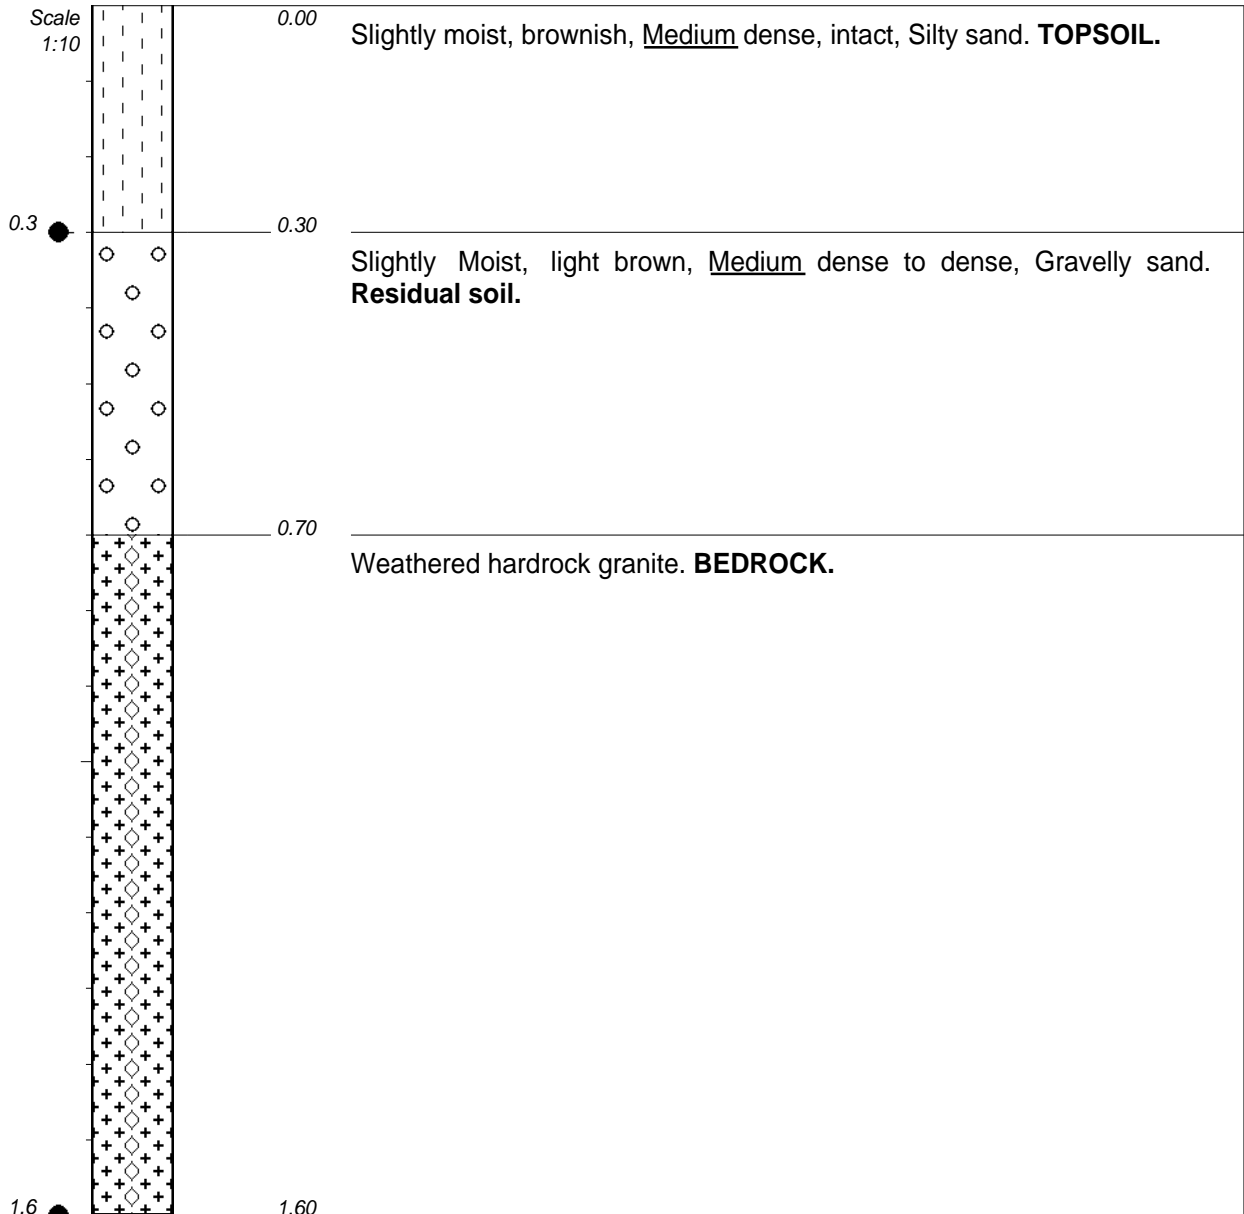 Scale
1:10
0.00
Slightly moist, brownish, Medium dense, intact, Silty sand. TOPSOIL.
0.3
0.30
Slightly Moist, light brown, Medium dense to dense, Gravelly sand.
Residual soil.
0.70
Weathered hardrock granite. BEDROCK.
1.6
1.60